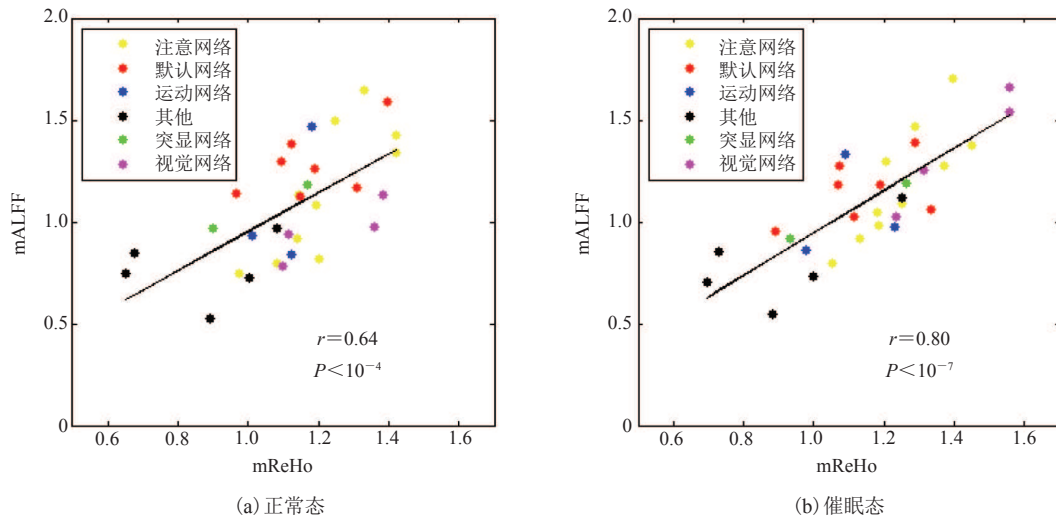 2.0
1.5
1.0
0.5
0
mALFF
注意网络
默认网络
运动网络
其他
突显网络
视觉网络
r=0.64
P<10⁻⁴
0.6 0.8 1.0 1.2 1.4 1.6
mReHo
(a) 正常态
2.0
1.5
1.0
0.5
0
mALFF
注意网络
默认网络
运动网络
其他
突显网络
视觉网络
r=0.80
P<10⁻⁷
0.6 0.8 1.0 1.2 1.4 1.6
mReHo
(b) 催眠态